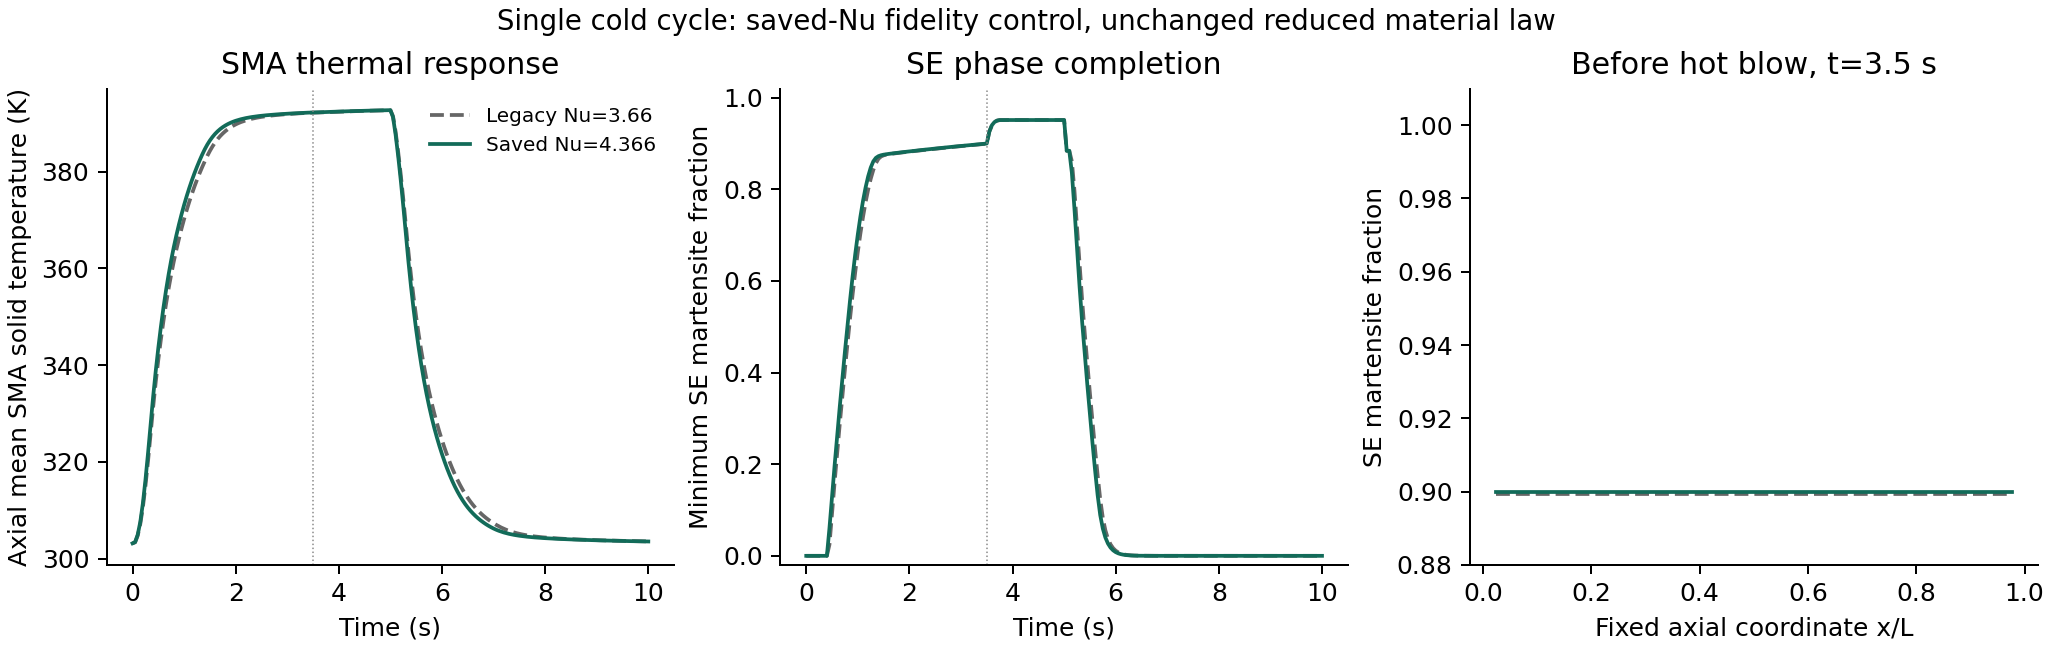 Single cold cycle: saved-Nu fidelity control, unchanged reduced material law
SMA thermal response
Axial mean SMA solid temperature (K)
380
360
340
320
300
Legacy Nu=3.66
Saved Nu=4.366
0 2 4 6 8 10
Time (s)
SE phase completion
Minimum SE martensite fraction
1.0
0.8
0.6
0.4
0.2
0.0
0 2 4 6 8 10
Time (s)
Before hot blow, t=3.5 s
SE martensite fraction
1.00
0.98
0.96
0.94
0.92
0.90
0.88
0.0 0.2 0.4 0.6 0.8 1.0
Fixed axial coordinate x/L